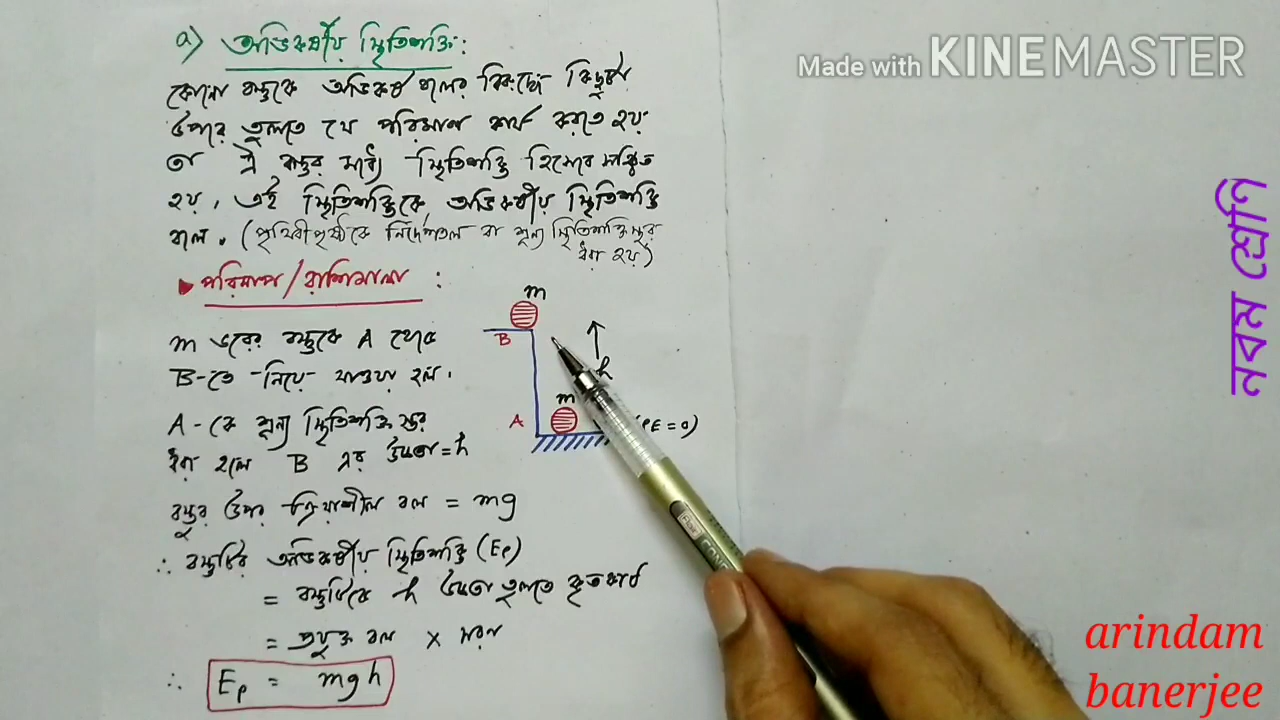 a) অভিকর্ষীয় স্থিতিশক্তি :
কোনো বস্তুকে অভিকর্ষ বলের বিরুদ্ধে কিছুটা
উপরে তুলতে যে পরিমাণ কার্য করতে হয়
তা ঐ বস্তুর মধ্যে স্থিতিশক্তি হিসেবে সঞ্চিত
হয়, এই স্থিতিশক্তিকে অভিকর্ষীয় স্থিতিশক্তি
বলে. (পৃথিবীপৃষ্ঠকে নির্দেশতল বা শূন্য স্থিতিশক্তি স্তর
ধরা হয়)
পরিমাপ/রাশিমালা :
m ভরের বস্তুকে A থেকে
B-তে নিয়ে যাওয়া হল.
A-কে শূন্য স্থিতিশক্তি স্তর
ধরা হলে B এর উচ্চতা = h
বস্তুর উপর ক্রিয়াশীল বল = mg
∴ বস্তুটির অভিকর্ষীয় স্থিতিশক্তি (Ep)
= বস্তুটিকে h উচ্চতা তুলতে কৃতকার্য
= প্রযুক্ত বল × সরণ
∴ Ep = mgh
m
B
h
m
A
(PE = 0)
Made with KINEMASTER
নবম শ্রেণি
arindam
banerjee